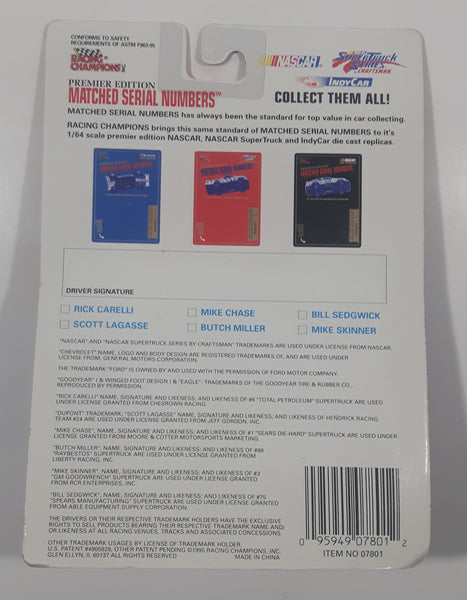 CONFORMS TO SAFETY
REQUIREMENTS OF ASTM F963-95
RACING
CHAMPIONS
NASCAR
SuperTruck
Series
BY CRAFTSMAN
INDYCAR
PREMIER EDITION
MATCHED SERIAL NUMBERS™
COLLECT THEM ALL!
MATCHED SERIAL NUMBERS has always been the standard for top value in car collecting.
RACING CHAMPIONS brings this same standard of MATCHED SERIAL NUMBERS to it's
1/64 scale premier edition NASCAR, NASCAR SuperTruck and IndyCar die cast replicas.
MATCHED SERIAL NUMBERS
MATCHED SERIAL NUMBERS
MATCHED SERIAL NUMBERS
DRIVER SIGNATURE
RICK CARELLI
MIKE CHASE
BILL SEDGWICK
SCOTT LAGASSE
BUTCH MILLER
MIKE SKINNER
"NASCAR" AND "NASCAR SUPERTRUCK SERIES BY CRAFTSMAN" TRADEMARKS ARE USED UNDER LICENSE FROM NASCAR.
"CHEVROLET" NAME, LOGO AND BODY DESIGN ARE REGISTERED TRADEMARKS OF, AND ARE USED UNDER
LICENSE FROM, GENERAL MOTORS CORPORATION.
THE TRADEMARK "FORD" IS OWNED BY AND USED WITH THE PERMISSION OF FORD MOTOR COMPANY.
"GOODYEAR" ( & WINGED FOOT DESIGN ) & "EAGLE"- TRADEMARKS OF THE GOODYEAR TIRE & RUBBER CO.,
REPRODUCED BY PERMISSION.
"RICK CARELLI" NAME, SIGNATURE AND LIKENESS; AND LIKENESS OF #6 "TOTAL PETROLEUM" SUPERTRUCK ARE
USED UNDER LICENSE GRANTED FROM CHESROWN RACING.
"DUPONT" TRADEMARK; "SCOTT LAGASSE" NAME, SIGNATURE AND LIKENESS; AND LIKENESS OF HENDRICK RACING
TEAM #24 ARE USED UNDER LICENSE GRANTED FROM JEFF GORDON, INC.
"MIKE CHASE", NAME, SIGNATURE AND LIKENESS; AND LIKENESS OF #1 "SEARS DIE-HARD" SUPERTRUCK ARE USED UNDER
LICENSE GRANTED FROM MOORE & COTTER MOTORSPORTS MARKETING.
"BUTCH MILLER", NAME, SIGNATURE AND LIKENESS; AND LIKENESS OF #98
"RAYBESTOS" SUPERTRUCK ARE USED UNDER LICENSE GRANTED FROM
LIBERTY RACING, INC.
"MIKE SKINNER", NAME, SIGNATURE AND LIKENESS; AND LIKENESS OF #3
"GM GOODWRENCH" SUPERTRUCK ARE USED UNDER LICENSE GRANTED
FROM RCR ENTERPRISES, INC.
"BILL SEDGWICK", NAME, SIGNATURE AND LIKENESS; AND LIKENESS OF #75
"SPEARS MANUFACTURING" SUPERTRUCK ARE USED UNDER LICENSE GRANTED
FROM ABLE EQUIPMENT SUPPLY CORPORATION.
THE DRIVERS OR THEIR RESPECTIVE TRADEMARK HOLDERS HAVE THE EXCLUSIVE
RIGHTS TO SELL PRODUCTS BEARING THEIR RESPECTIVE TRADEMARK NAME AND/
OR LIKENESS AT ALL RACING VENUES, TRACKS AND ASSOCIATED CONCESSIONS.
OTHER TRADEMARK USAGES BY LICENSE OF TRADEMARK HOLDER.
U.S. PATENT #4905828, OTHER PATENT PENDING ©1995 RACING CHAMPIONS, INC.
GLEN ELLYN, IL 60137 ALL RIGHTS RESERVED MADE IN CHINA
0 95949 07801 2
ITEM NO 07801